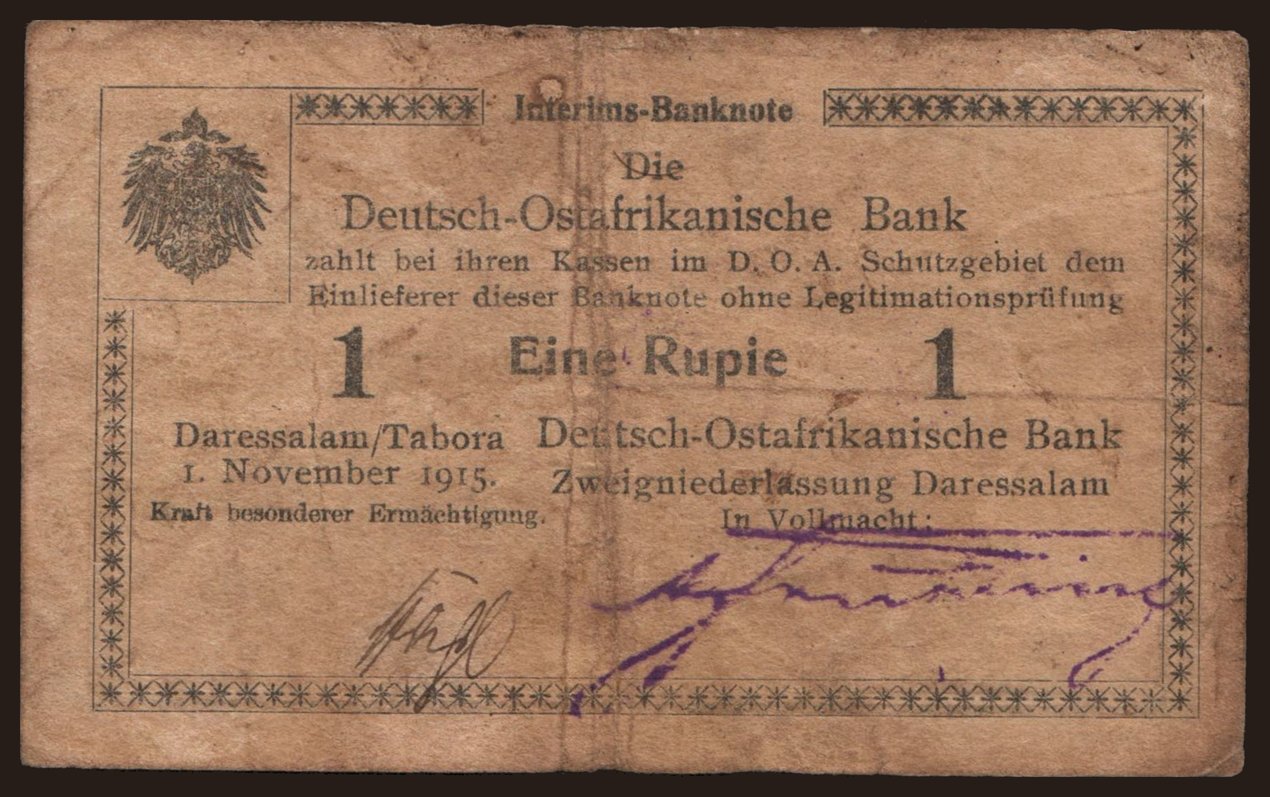 Interims-Banknote
Die
Deutsch-Ostafrikanische Bank
zahlt bei ihren Kassen im D. O. A. Schutzgebiet dem
Einlieferer dieser Banknote ohne Legitimationsprüfung
1 Eine Rupie 1
Daressalam/Tabora
1. November 1915.
Kraft besonderer Ermächtigung.
Deutsch-Ostafrikanische Bank
Zweigniederlassung Daressalam
In Vollmacht: